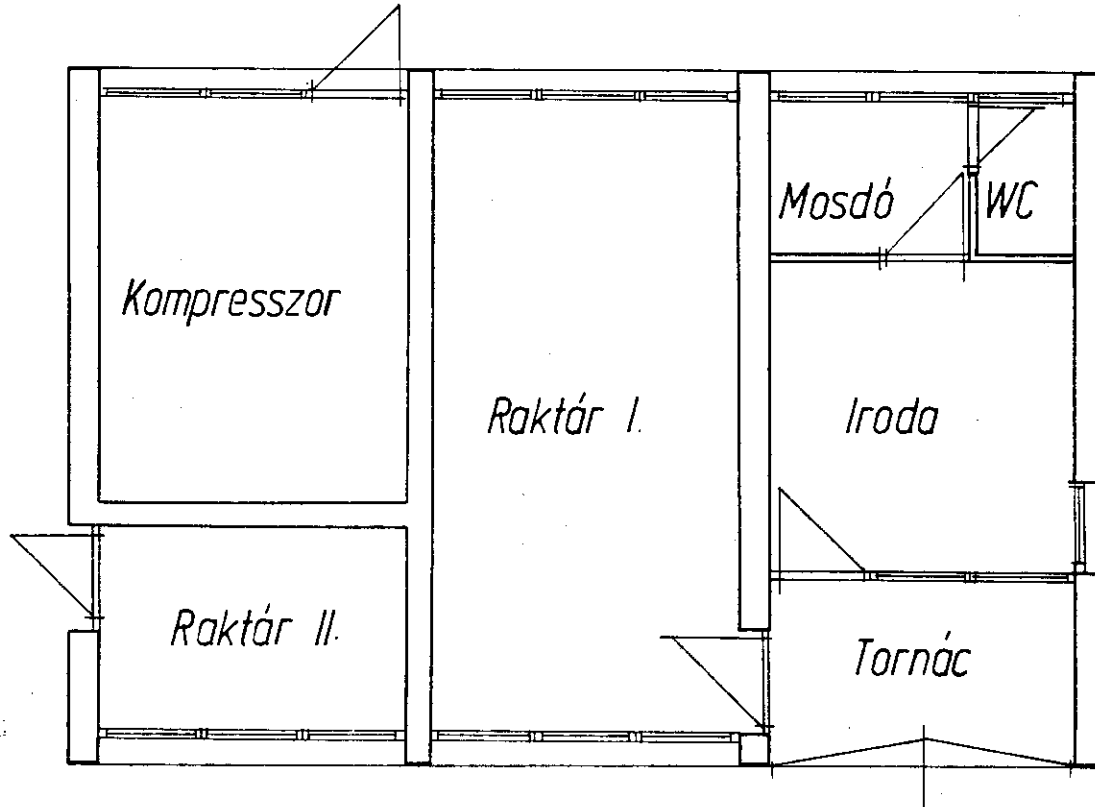 Mosdó
WC
Kompresszor
Raktár I.
Iroda
Raktár II.
Tornác